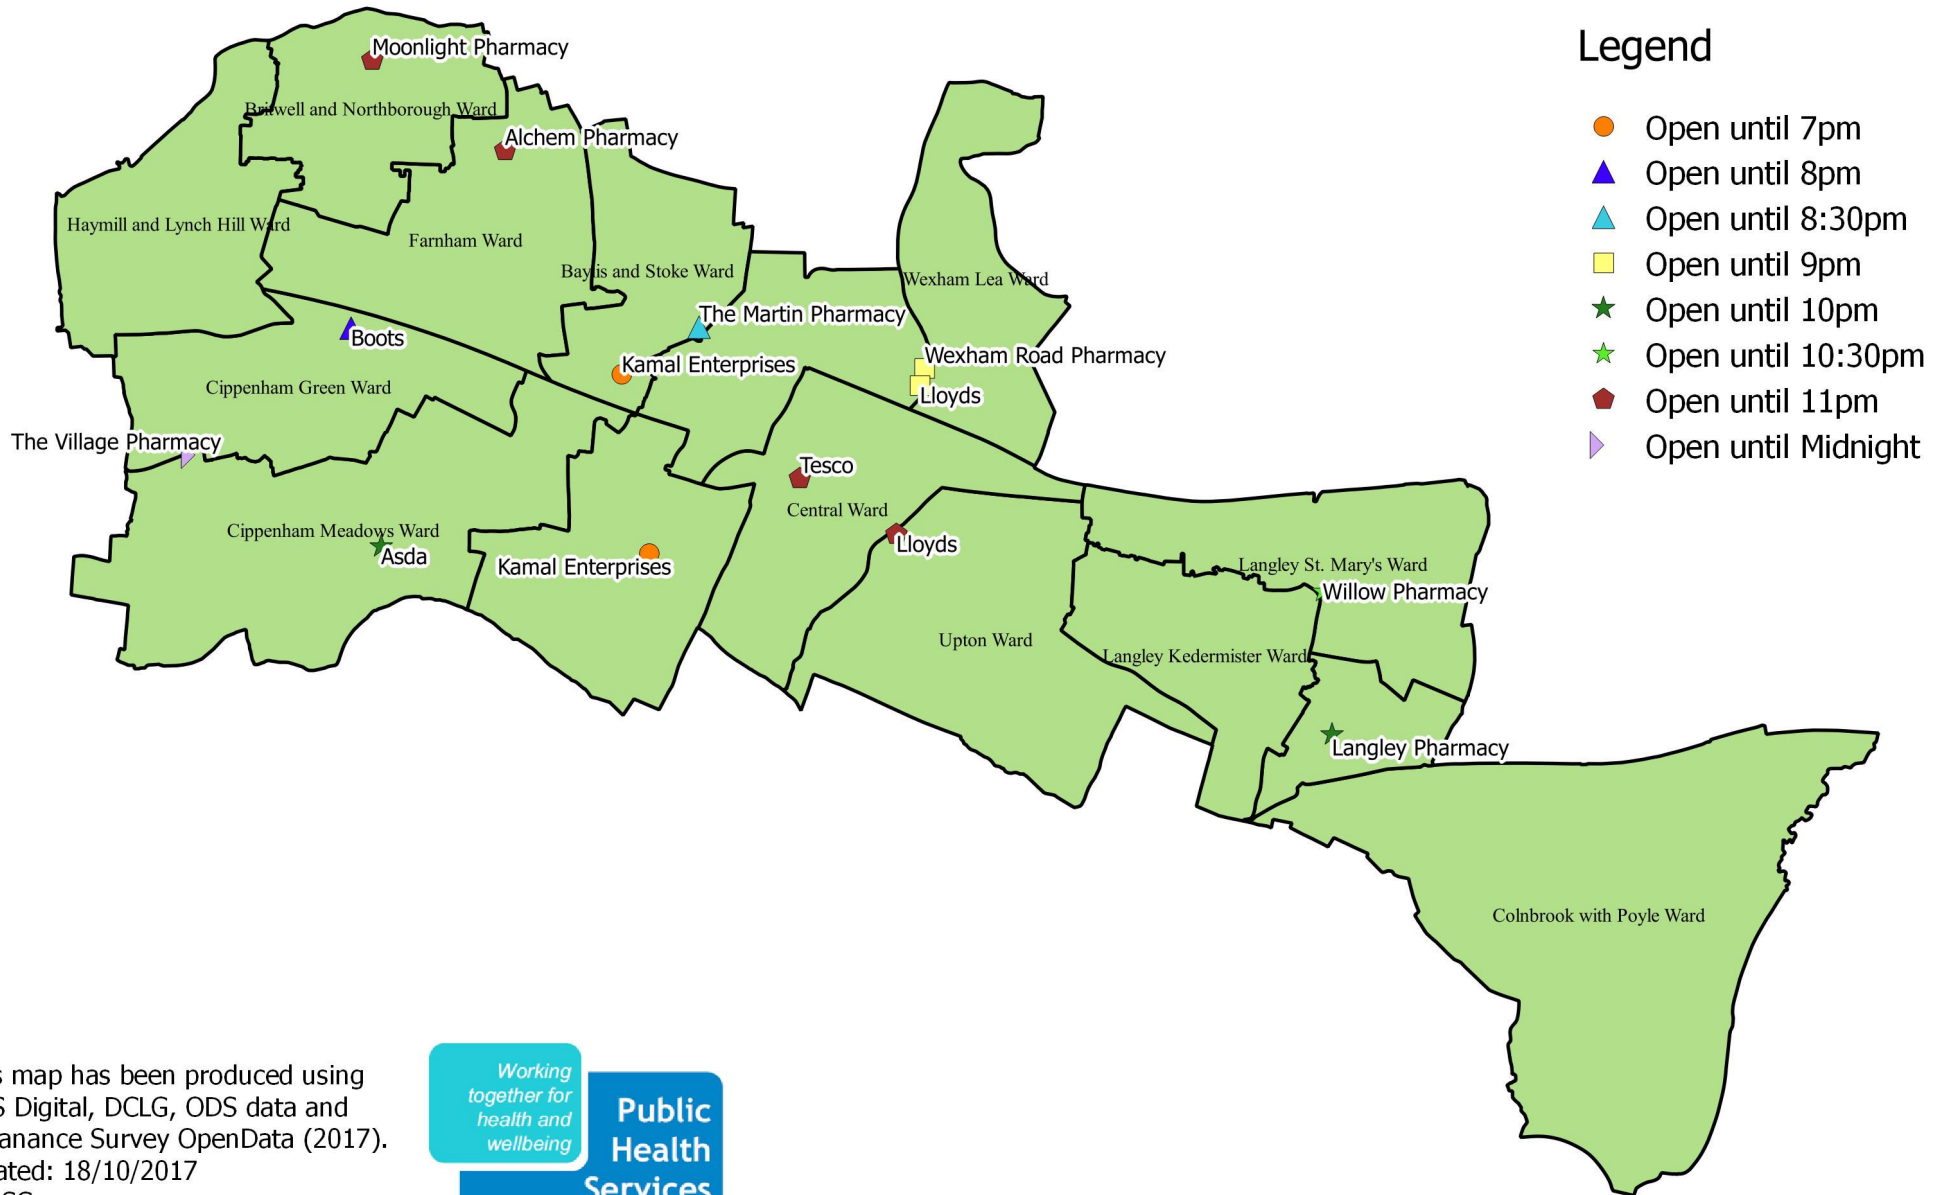 Moonlight Pharmacy
Britwell and Northborough Ward
Alchem Pharmacy
Haymill and Lynch Hill Ward
Farnham Ward
Baylis and Stoke Ward
Wexham Lea Ward
The Martin Pharmacy
Boots
Kamal Enterprises
Wexham Road Pharmacy
Cippenham Green Ward
Lloyds
The Village Pharmacy
Tesco
Central Ward
Cippenham Meadows Ward
Asda
Lloyds
Kamal Enterprises
Langley St. Mary's Ward
Willow Pharmacy
Upton Ward
Langley Kedermister Ward
Langley Pharmacy
Colnbrook with Poyle Ward
Legend
Open until 7pm
Open until 8pm
Open until 8:30pm
Open until 9pm
Open until 10pm
Open until 10:30pm
Open until 11pm
Open until Midnight
s map has been produced using
S Digital, DCLG, ODS data and
anance Survey OpenData (2017).
ated: 18/10/2017
Working
together for
health and
wellbeing
Public
Health
Services